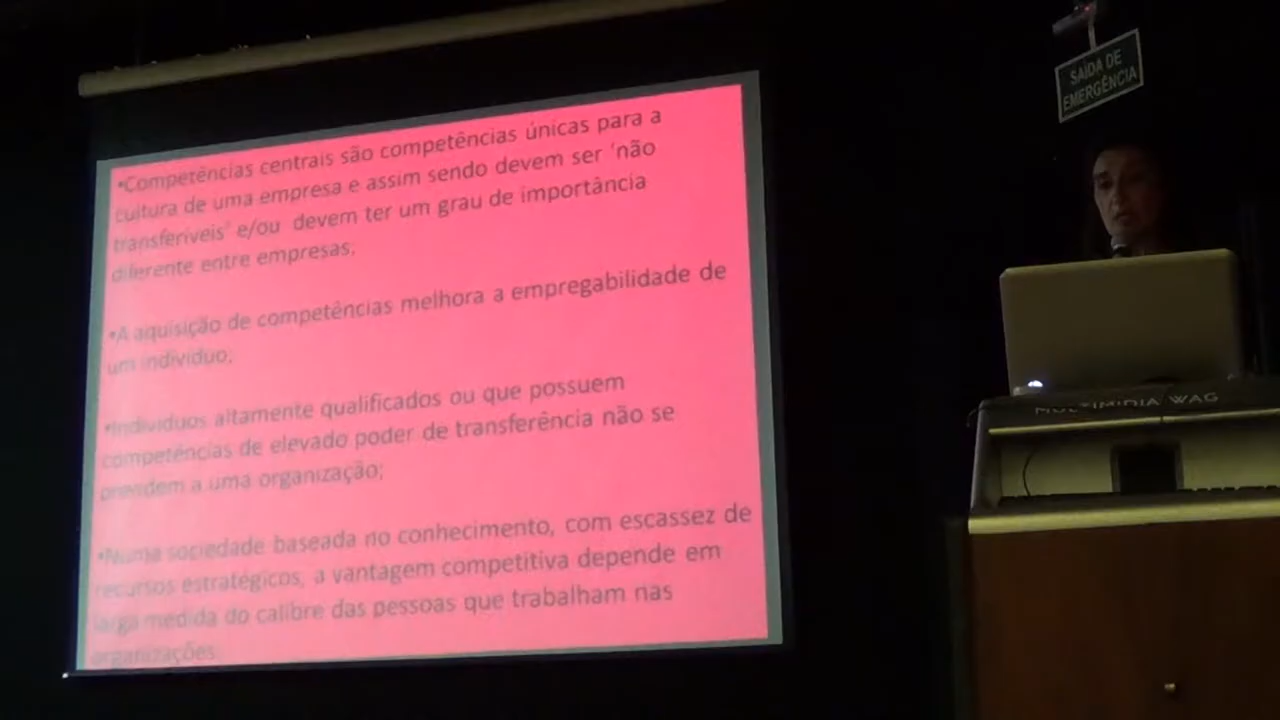 •Competências centrais são competências únicas para a
cultura de uma empresa e assim sendo devem ser 'não
transferíveis' e/ou devem ter um grau de importância
diferente entre empresas;
•A aquisição de competências melhora a empregabilidade de
um individuo;
•Individuos altamente qualificados ou que possuem
competências de elevado poder de transferência não se
prendem a uma organização;
•Numa sociedade baseada no conhecimento, com escassez de
recursos estratégicos, a vantagem competitiva depende em
larga medida do calibre das pessoas que trabalham nas
organizações
SAÍDA DE
EMERGÊNCIA
MULTIMIDIA WAG